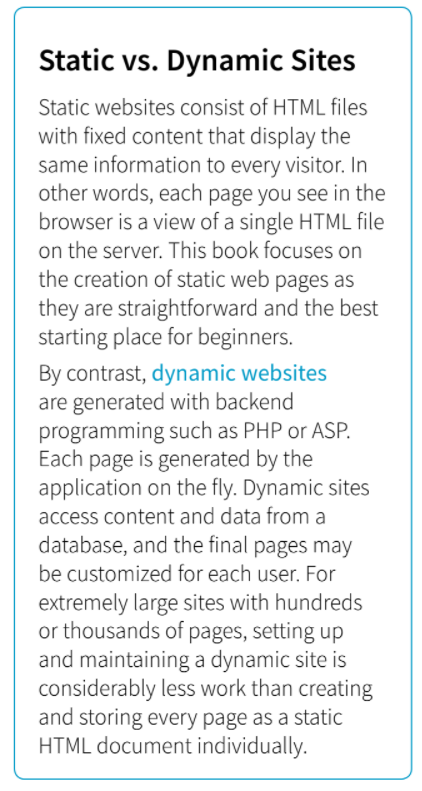 Static vs. Dynamic Sites
Static websites consist of HTML files
with fixed content that display the
same information to every visitor. In
other words, each page you see in the
browser is a view of a single HTML file
on the server. This book focuses on
the creation of static web pages as
they are straightforward and the best
starting place for beginners.
By contrast, dynamic websites
are generated with backend
programming such as PHP or ASP.
Each page is generated by the
application on the fly. Dynamic sites
access content and data from a
database, and the final pages may
be customized for each user. For
extremely large sites with hundreds
or thousands of pages, setting up
and maintaining a dynamic site is
considerably less work than creating
and storing every page as a static
HTML document individually.